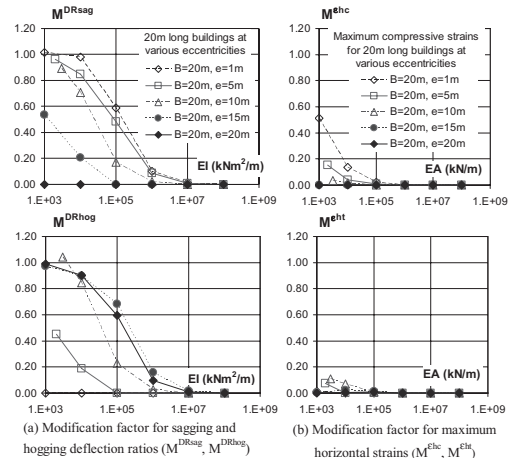 M^DRsag
20m long buildings at
various eccentricities
B=20m, e=1m
B=20m, e=5m
B=20m, e=10m
B=20m, e=15m
B=20m, e=20m
1.20
1.00
0.80
0.60
0.40
0.20
0.00
EI (kNm²/m)
1.E+03 1.E+05 1.E+07 1.E+09
M^εhc
Maximum compressive strains
for 20m long buildings at
various eccentricities
B=20m, e=1m
B=20m, e=5m
B=20m, e=10m
B=20m, e=15m
B=20m, e=20m
1.20
1.00
0.80
0.60
0.40
0.20
0.00
EA (kN/m)
1.E+03 1.E+05 1.E+07 1.E+09
M^DRhog
1.20
1.00
0.80
0.60
0.40
0.20
0.00
EI (kNm²/m)
1.E+03 1.E+05 1.E+07 1.E+09
M^εht
1.20
1.00
0.80
0.60
0.40
0.20
0.00
EA (kN/m)
1.E+03 1.E+05 1.E+07 1.E+09
(a) Modification factor for sagging and
hogging deflection ratios (M^DRsag, M^DRhog)
(b) Modification factor for maximum
horizontal strains (M^εhc, M^εht)